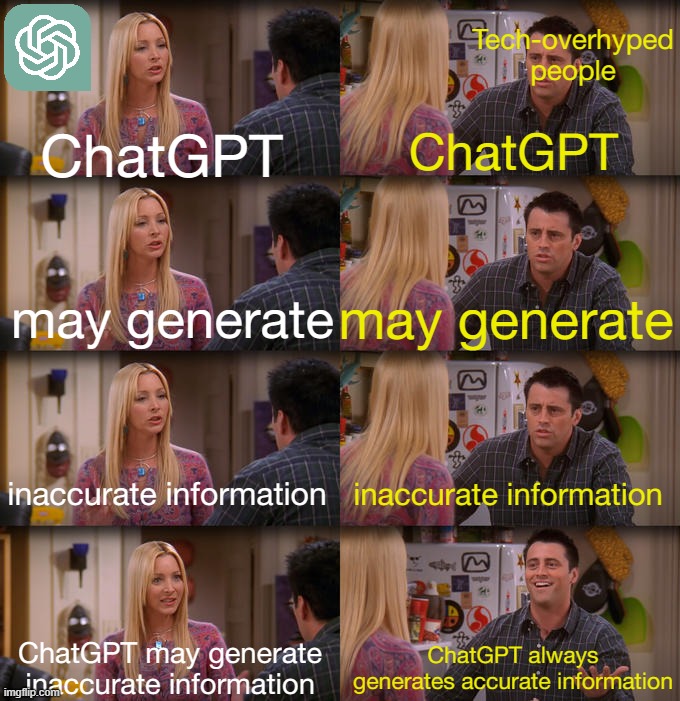 Tech-overhyped
people
ChatGPT
ChatGPT
may generate
may generate
inaccurate information
inaccurate information
ChatGPT may generate
inaccurate information
ChatGPT always
generates accurate information
imgflip.com